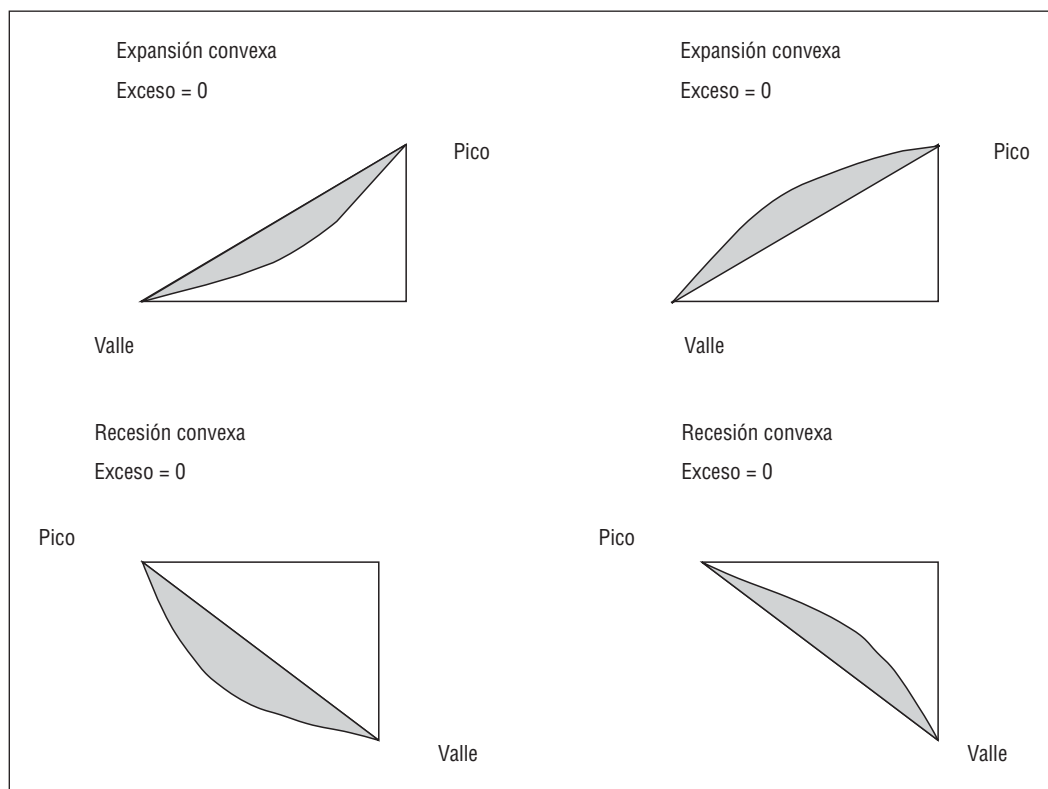 Expansión convexa
Exceso = 0
Pico
Valle
Expansión convexa
Exceso = 0
Pico
Valle
Recesión convexa
Exceso = 0
Pico
Valle
Recesión convexa
Exceso = 0
Pico
Valle